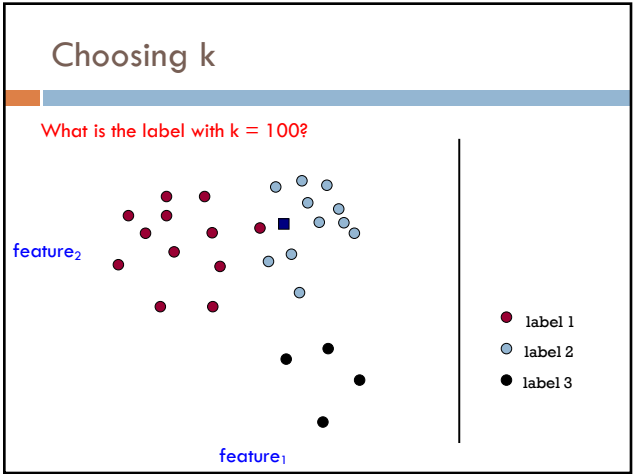 Choosing k
What is the label with k = 100?
feature₂
label 1
label 2
label 3
feature₁